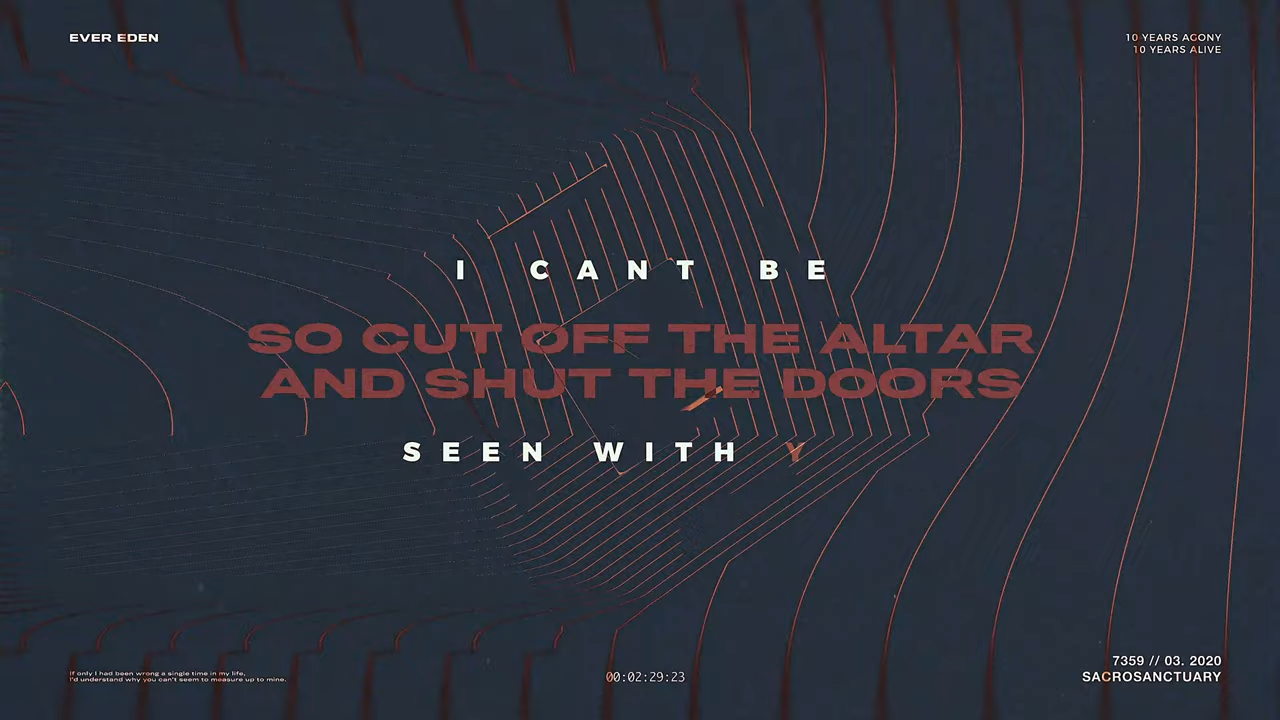 EVER EDEN
10 YEARS AGONY
10 YEARS ALIVE
I CANT BE
SO CUT OFF THE ALTAR
AND SHUT THE DOORS
SEEN WITH Y
If only I had been wrong a single time in my life,
I'd understand why you can't seem to measure up to mine.
00:02:29:23
7359 // 03. 2020
SACROSANCTUARY